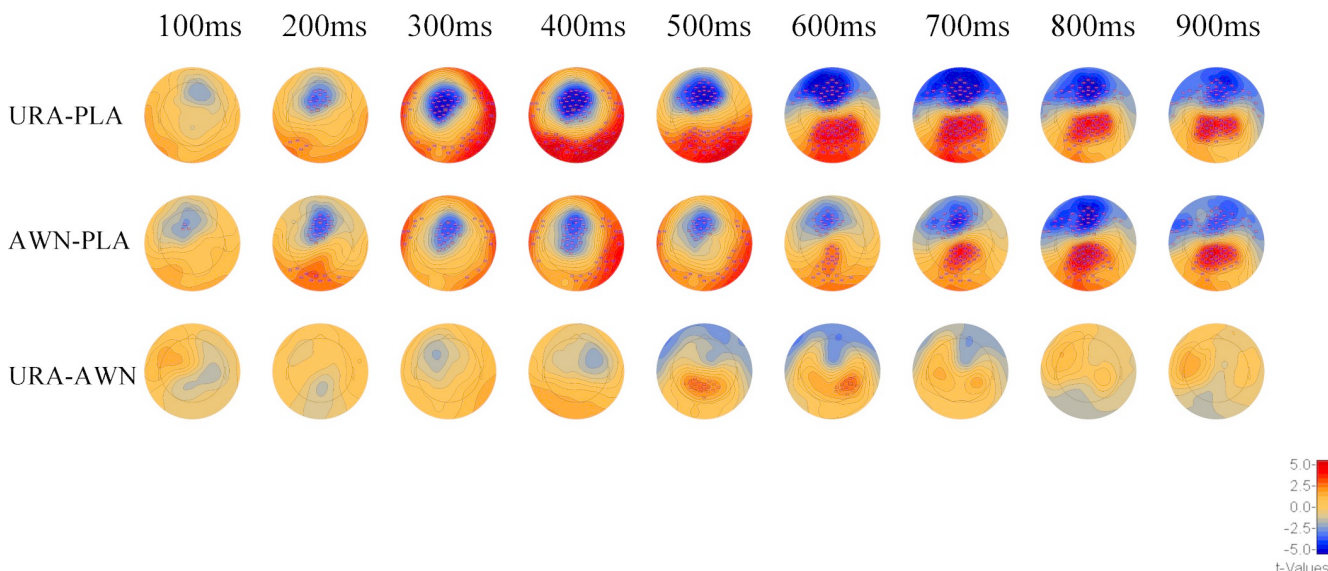 100ms 200ms 300ms 400ms 500ms 600ms 700ms 800ms 900ms
URA-PLA
AWN-PLA
URA-AWN
5.0-
2.5-
0.0-
-2.5-
-5.0-
t-Values